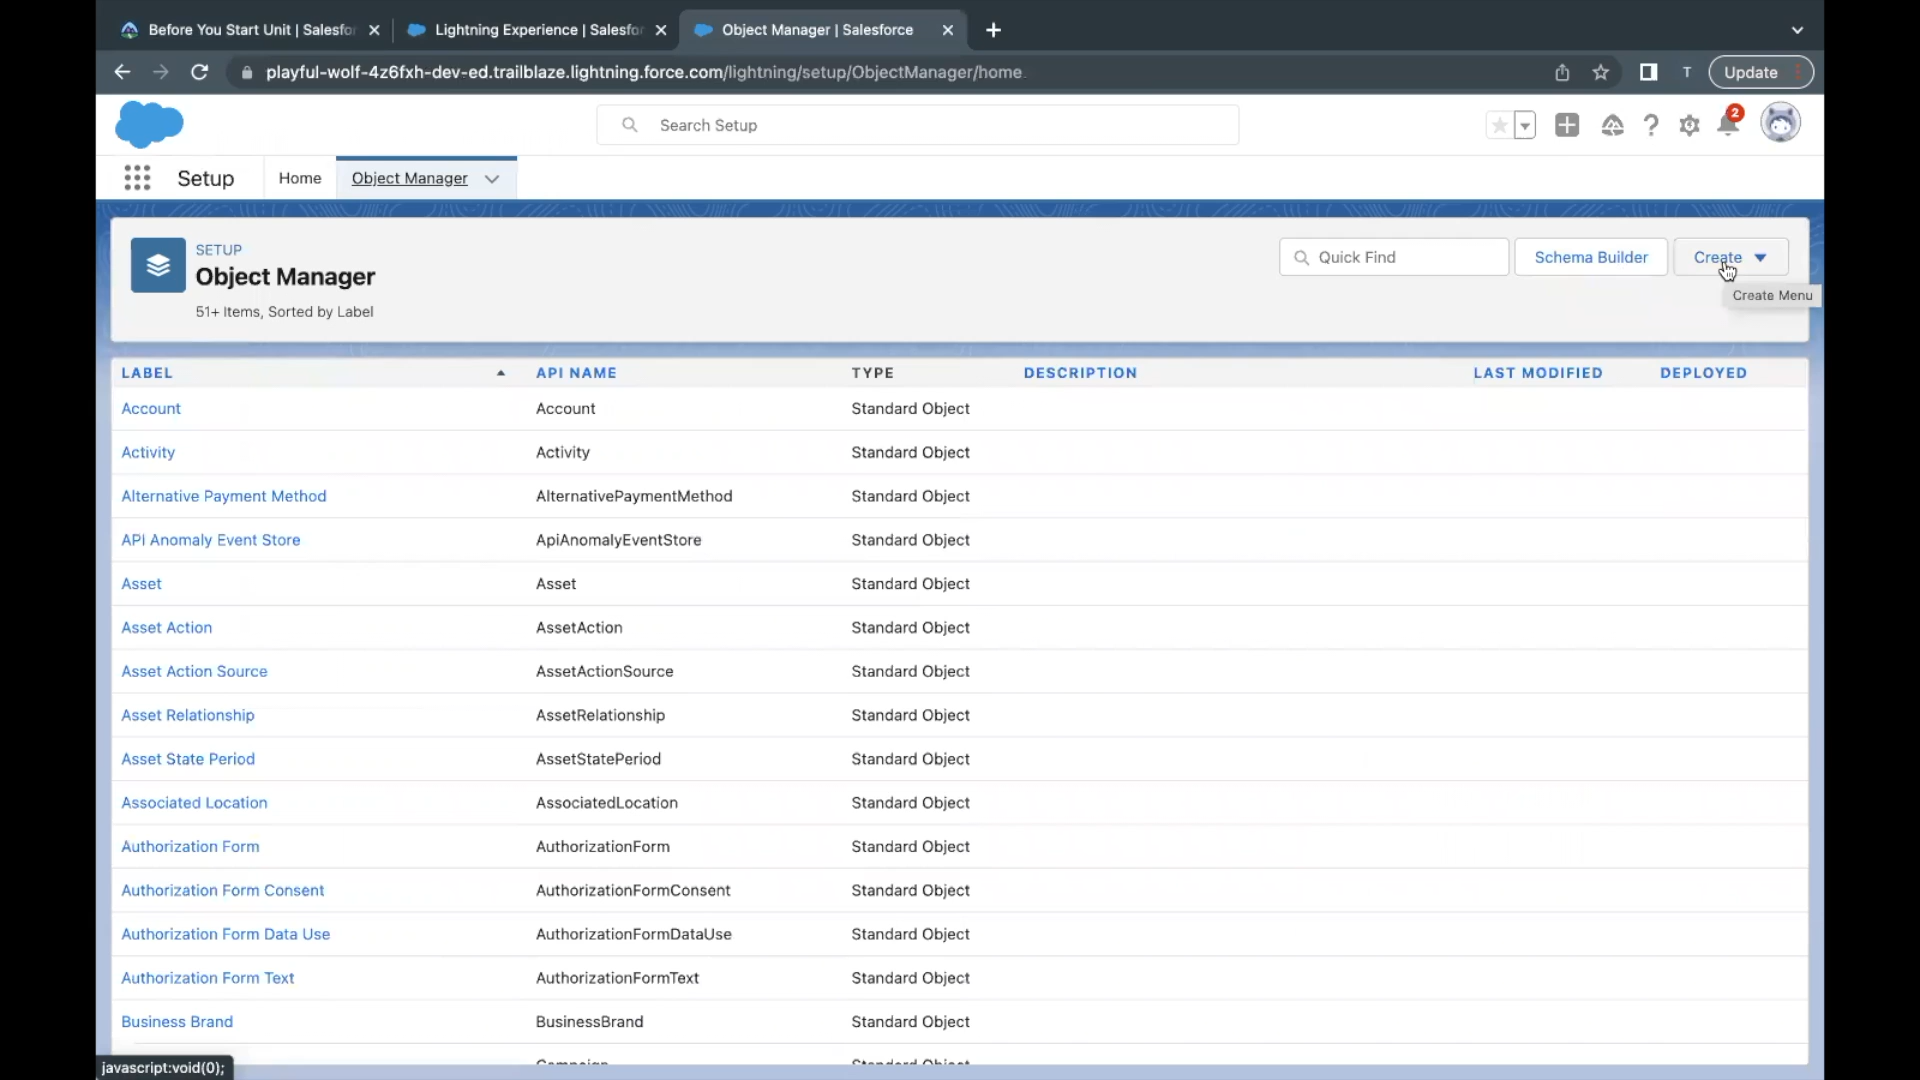 Before You Start Unit | Salesfor
Lightning Experience | Salesfor
Object Manager | Salesforce
playful-wolf-4z6fxh-dev-ed.trailblaze.lightning.force.com/lightning/setup/ObjectManager/home
T
Update
Search Setup
2
Setup
Home
Object Manager
SETUP
Object Manager
51+ Items, Sorted by Label
Quick Find
Schema Builder
Create
Create Menu
LABEL API NAME TYPE DESCRIPTION LAST MODIFIED DEPLOYED
Account Account Standard Object
Activity Activity Standard Object
Alternative Payment Method AlternativePaymentMethod Standard Object
API Anomaly Event Store ApiAnomalyEventStore Standard Object
Asset Asset Standard Object
Asset Action AssetAction Standard Object
Asset Action Source AssetActionSource Standard Object
Asset Relationship AssetRelationship Standard Object
Asset State Period AssetStatePeriod Standard Object
Associated Location AssociatedLocation Standard Object
Authorization Form AuthorizationForm Standard Object
Authorization Form Consent AuthorizationFormConsent Standard Object
Authorization Form Data Use AuthorizationFormDataUse Standard Object
Authorization Form Text AuthorizationFormText Standard Object
Business Brand BusinessBrand Standard Object
Campaign Standard Object
javascript:void(0);